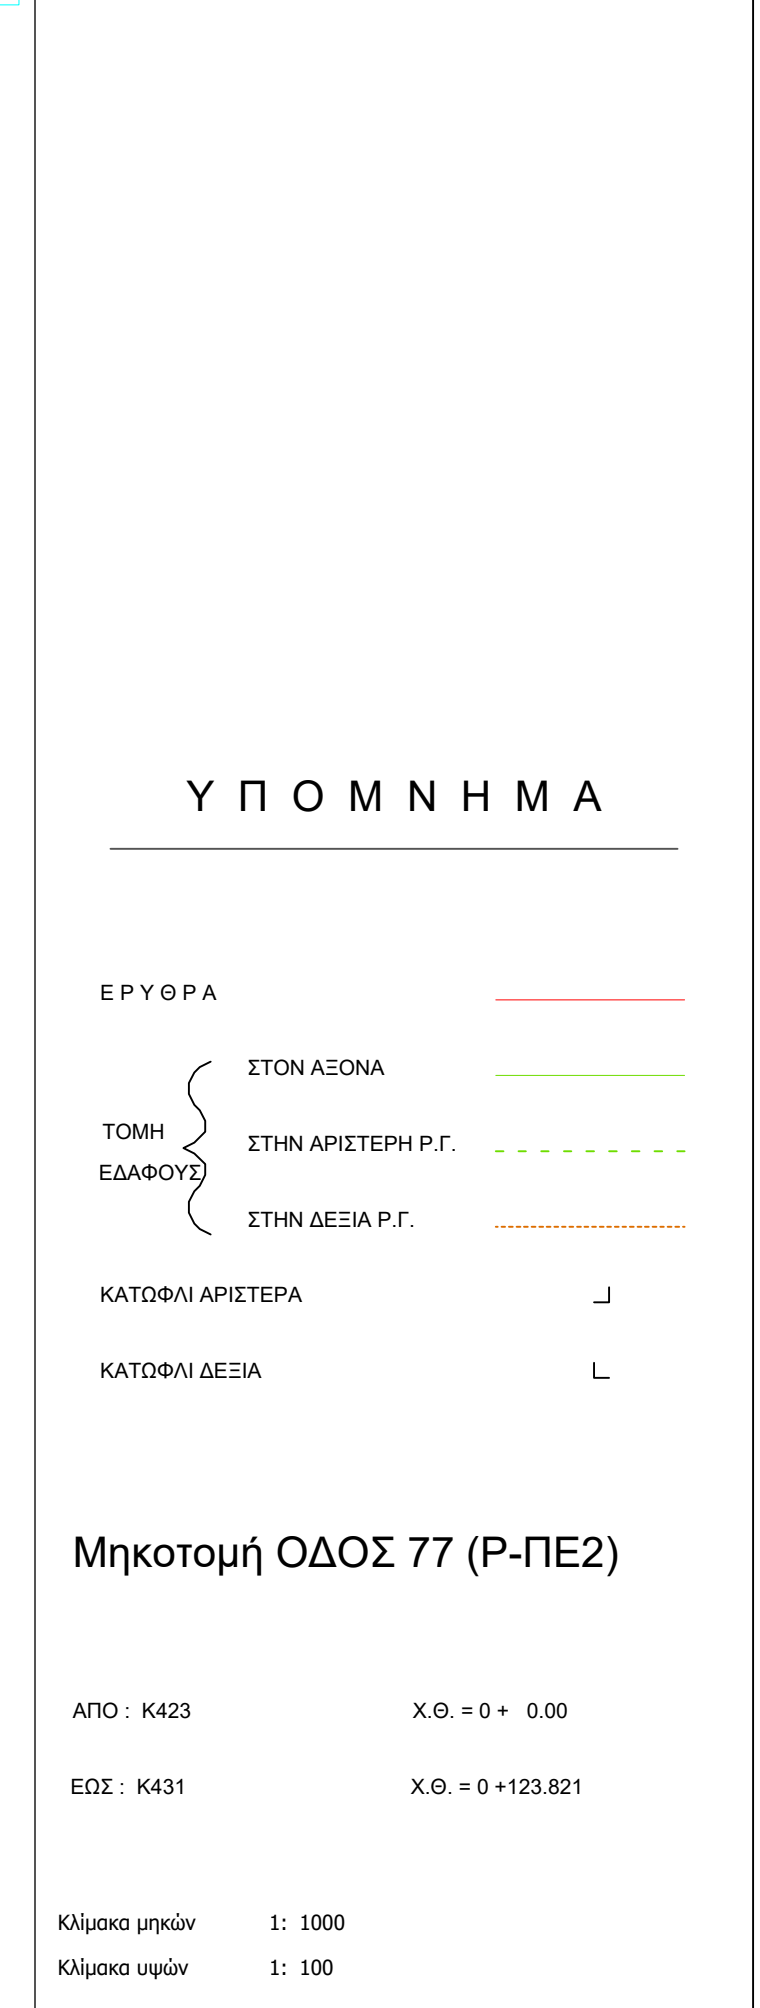 Υ Π Ο Μ Ν Η Μ Α
Ε Ρ Υ Θ Ρ Α
ΣΤΟΝ ΑΞΟΝΑ
ΤΟΜΗ
ΕΔΑΦΟΥΣ
ΣΤΗΝ ΑΡΙΣΤΕΡΗ Ρ.Γ.
ΣΤΗΝ ΔΕΞΙΑ Ρ.Γ.
ΚΑΤΩΦΛΙ ΑΡΙΣΤΕΡΑ
ΚΑΤΩΦΛΙ ΔΕΞΙΑ
Μηκοτομή ΟΔΟΣ 77 (Ρ-ΠΕ2)
ΑΠΟ : Κ423 Χ.Θ. = 0 + 0.00
ΕΩΣ : Κ431 Χ.Θ. = 0 +123.821
Κλίμακα μηκών 1: 1000
Κλίμακα υψών 1: 100